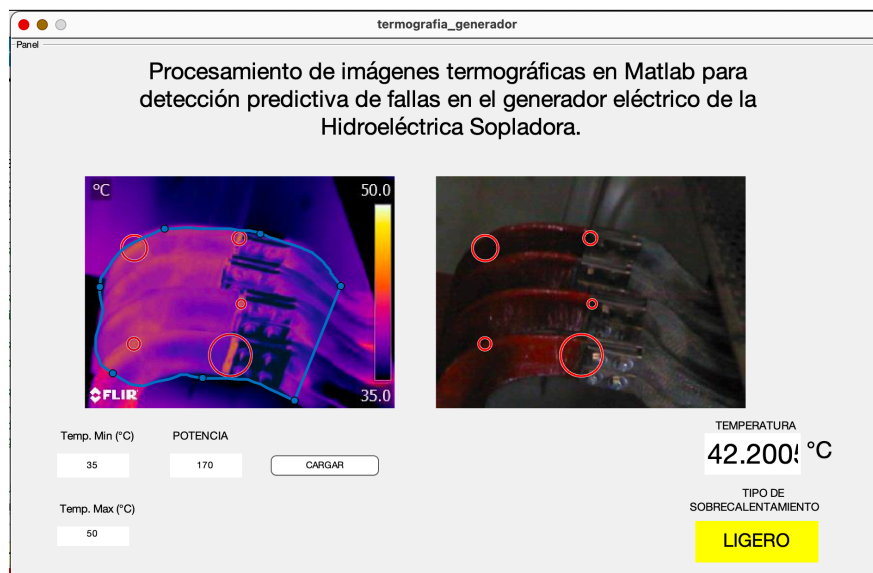 termografia_generador
Panel
Procesamiento de imágenes termográficas en Matlab para
detección predictiva de fallas en el generador eléctrico de la
Hidroeléctrica Sopladora.
ºC
50.0
35.0
FLIR
Temp. Min (°C)
POTENCIA
35
170
CARGAR
Temp. Max (°C)
50
TEMPERATURA
42.2005 °C
TIPO DE
SOBRECALENTAMIENTO
LIGERO